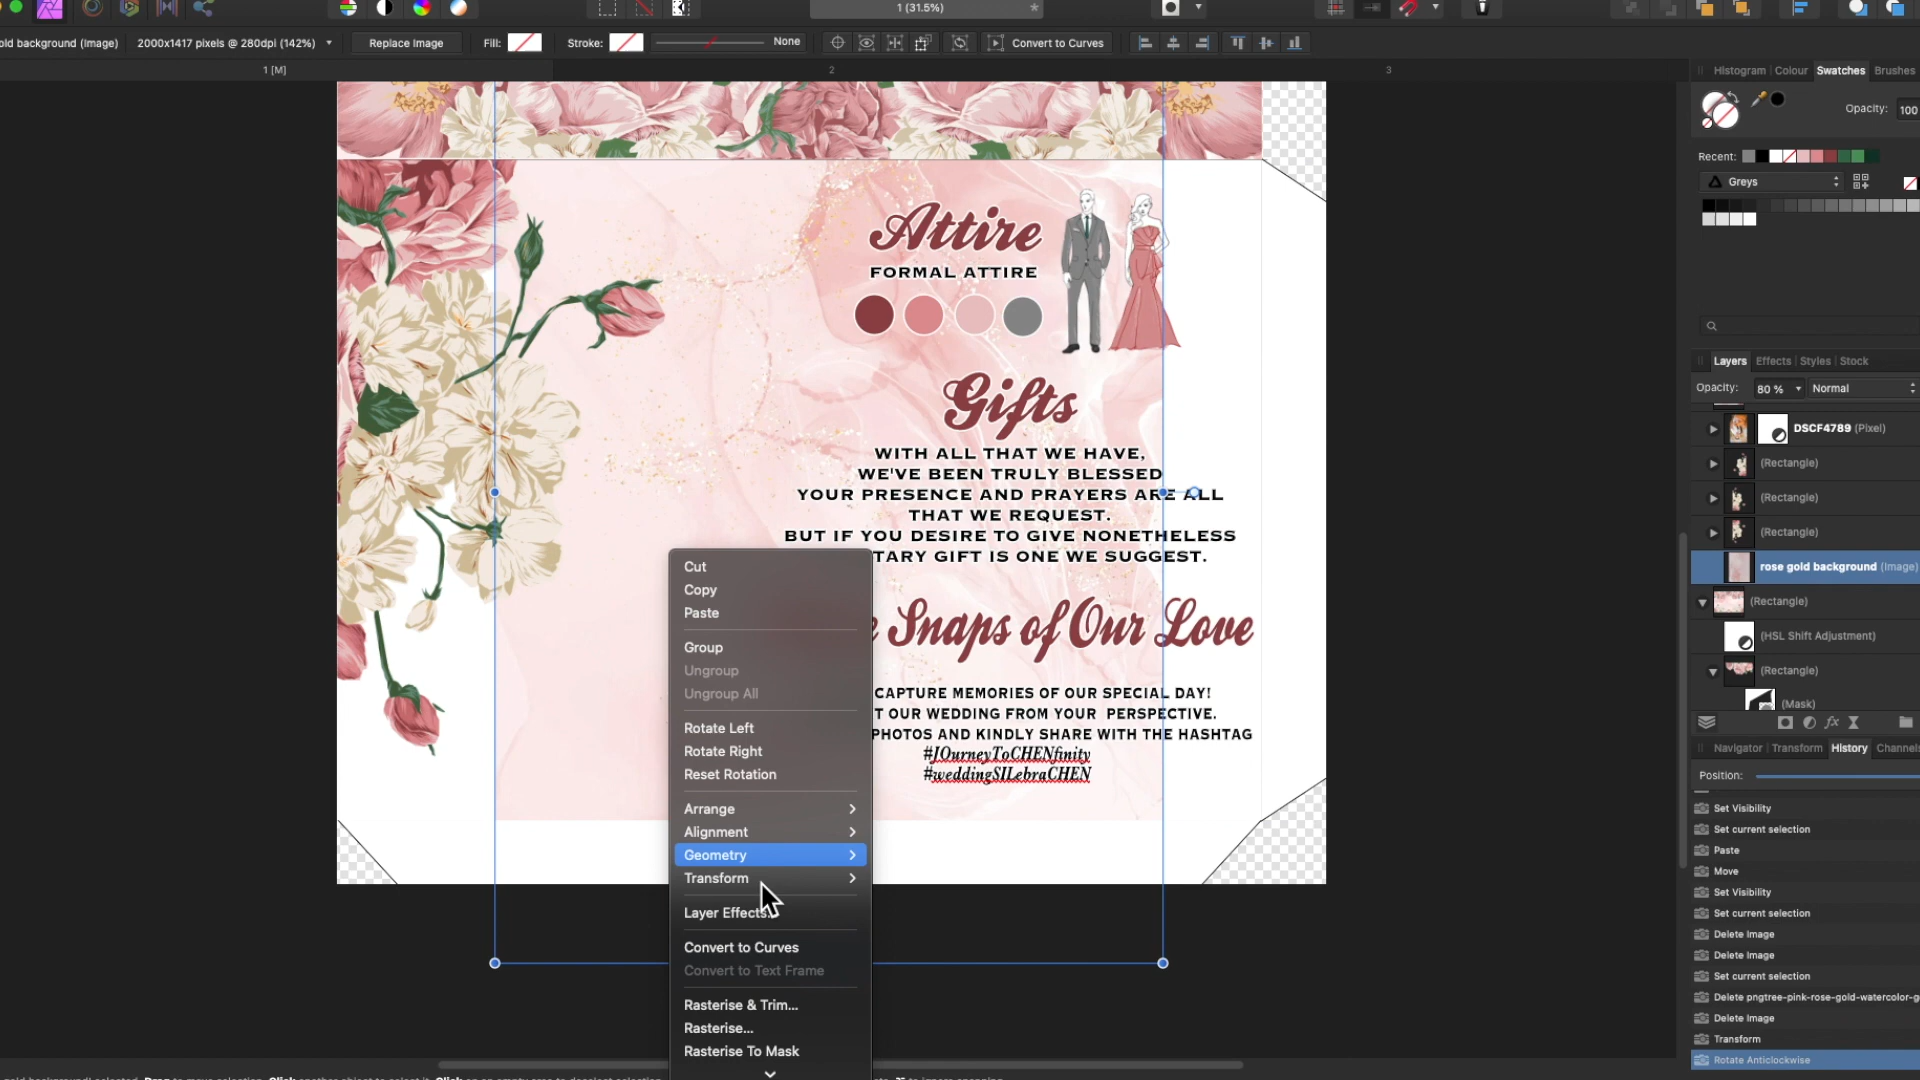 1 (31.5%)
old background (Image)
2000x1417 pixels @ 280dpi (142%)
Replace Image
Fill:
Stroke:
None
Convert to Curves
1 [M]
2
3
Histogram
Colour
Swatches
Brushes
Opacity:
100
Recent:
Greys
Attire
FORMAL ATTIRE
Gifts
WITH ALL THAT WE HAVE,
WE'VE BEEN TRULY BLESSED
YOUR PRESENCE AND PRAYERS ARE ALL
THAT WE REQUEST.
BUT IF YOU DESIRE TO GIVE NONETHELESS
TARY GIFT IS ONE WE SUGGEST.
Snaps of Our Love
CAPTURE MEMORIES OF OUR SPECIAL DAY!
T OUR WEDDING FROM YOUR PERSPECTIVE.
PHOTOS AND KINDLY SHARE WITH THE HASHTAG
#JOurneyToCHENfinity
#weddingSILebraCHEN
Cut
Copy
Paste
Group
Ungroup
Ungroup All
Rotate Left
Rotate Right
Reset Rotation
Arrange
Alignment
Geometry
Transform
Layer Effects...
Convert to Curves
Convert to Text Frame
Rasterise & Trim...
Rasterise...
Rasterise To Mask
Layers
Effects
Styles
Stock
Opacity:
80 %
Normal
DSCF4789 (Pixel)
(Rectangle)
(Rectangle)
(Rectangle)
rose gold background (Image)
(Rectangle)
(HSL Shift Adjustment)
(Rectangle)
(Mask)
Navigator
Transform
History
Channels
Position:
Set Visibility
Set current selection
Paste
Move
Set Visibility
Set current selection
Delete Image
Delete Image
Set current selection
Delete pngtree-pink-rose-gold-watercolor-g
Delete Image
Transform
Rotate Anticlockwise